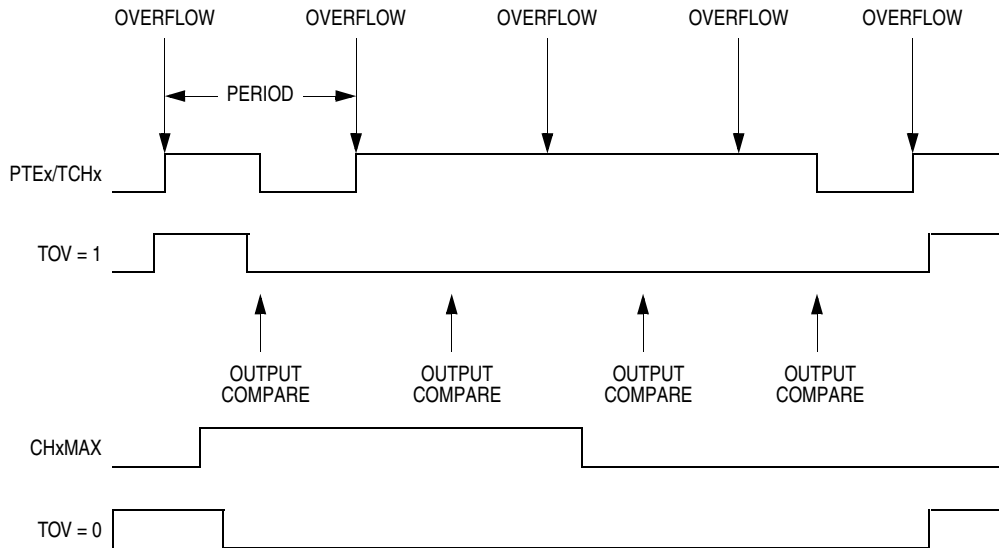 OVERFLOW OVERFLOW OVERFLOW OVERFLOW OVERFLOW
PERIOD
PTEx/TCHx
TOV = 1
OUTPUT OUTPUT OUTPUT OUTPUT
COMPARE COMPARE COMPARE COMPARE
CHxMAX
TOV = 0